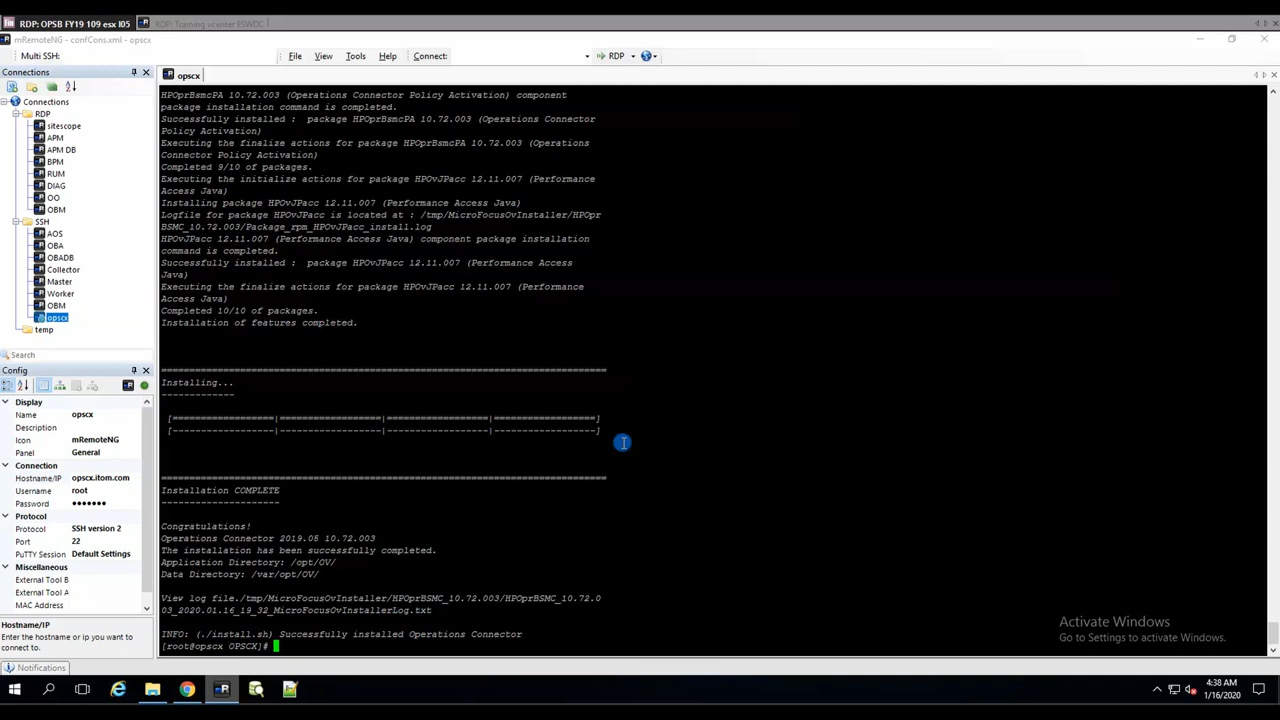 RDP: OPSB FY19 109 esx I05
RDP: Training vcenter ESWDC
mRemoteNG - confCons.xml - opscx
Multi SSH:
File View Tools Help Connect: RDP
Connections
opscx
Connections
RDP
sitescope
APM
APM DB
BPM
RUM
DIAG
OO
OBM
SSH
AOS
OBA
OBADB
Collector
Master
Worker
OBM
opscx
temp
Search
Config
Display
Name opscx
Description
Icon mRemoteNG
Panel General
Connection
Hostname/IP opscx.itom.com
Username root
Password •••••••
Protocol
Protocol SSH version 2
Port 22
PuTTY Session Default Settings
Miscellaneous
External Tool B
External Tool A
MAC Address
Hostname/IP
Enter the hostname or ip you want to
connect to.
Notifications
HPOprBsmcPA 10.72.003 (Operations Connector Policy Activation) component
package installation command is completed.
Successfully installed :  package HPOprBsmcPA 10.72.003 (Operations Connector
Policy Activation)
Executing the finalize actions for package HPOprBsmcPA 10.72.003 (Operations
Connector Policy Activation)
Completed 9/10 of packages.
Executing the initialize actions for package HPOvJPacc 12.11.007 (Performance
Access Java)
Installing package HPOvJPacc 12.11.007 (Performance Access Java)
Logfile for package HPOvJPacc is located at : /tmp/MicroFocusOvInstaller/HPOpr
BSMC_10.72.003/Package_rpm_HPOvJPacc_install.log
HPOvJPacc 12.11.007 (Performance Access Java) component package installation
command is completed.
Successfully installed :  package HPOvJPacc 12.11.007 (Performance Access
Java)
Executing the finalize actions for package HPOvJPacc 12.11.007 (Performance
Access Java)
Completed 10/10 of packages.
Installation of features completed.
Installing...
Installation COMPLETE
Congratulations!
Operations Connector 2019.05 10.72.003
The installation has been successfully completed.
Application Directory: /opt/OV/
Data Directory: /var/opt/OV/
View log file./tmp/MicroFocusOvInstaller/HPOprBSMC_10.72.003/HPOprBSMC_10.72.0
03_2020.01.16_19_32_MicroFocusOvInstallerLog.txt
INFO: (./install.sh) Successfully installed Operations Connector
[root@opscx OPSCX]#
Activate Windows
Go to Settings to activate Windows.
4:38 AM
1/16/2020